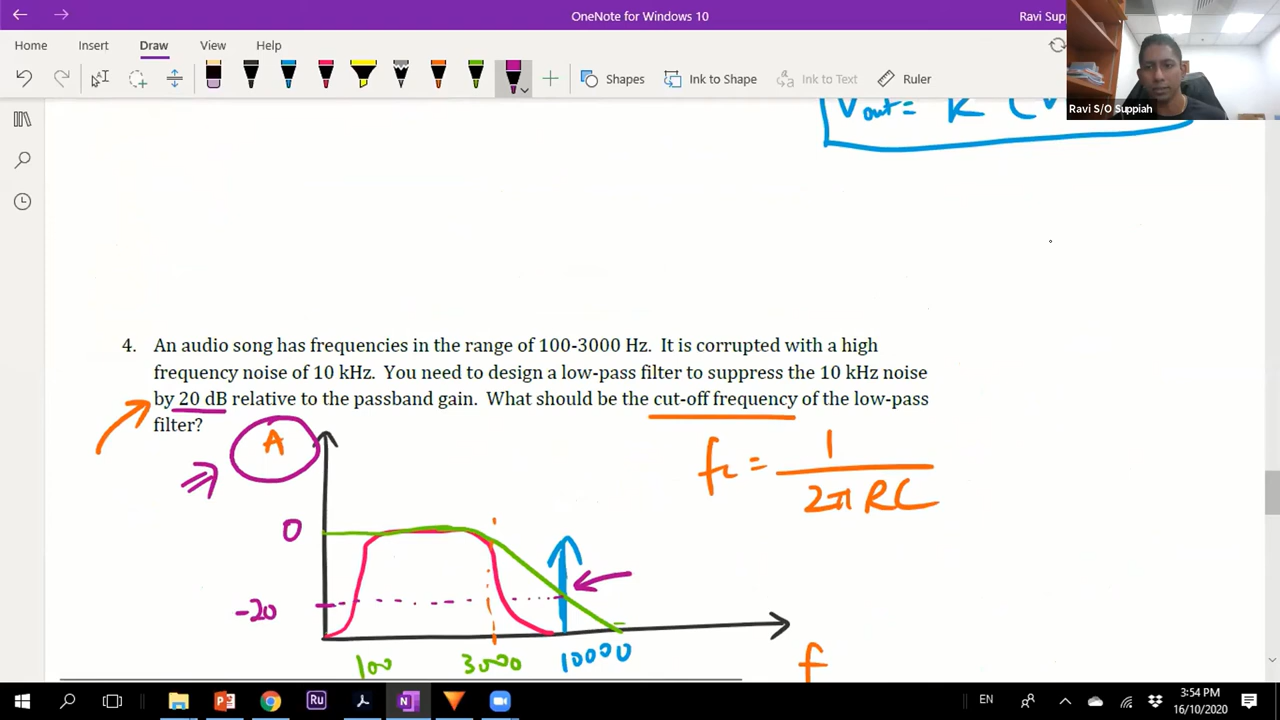 OneNote for Windows 10
Ravi Sup
Home Insert Draw View Help
Shapes Ink to Shape Ink to Text Ruler
Ravi S/O Suppiah
Vout = K (V
4. An audio song has frequencies in the range of 100-3000 Hz. It is corrupted with a high
frequency noise of 10 kHz. You need to design a low-pass filter to suppress the 10 kHz noise
by 20 dB relative to the passband gain. What should be the cut-off frequency of the low-pass
filter?
A
fc = 1 / 2π RC
0
-20
100 3000 10000
f
EN
3:54 PM
16/10/2020